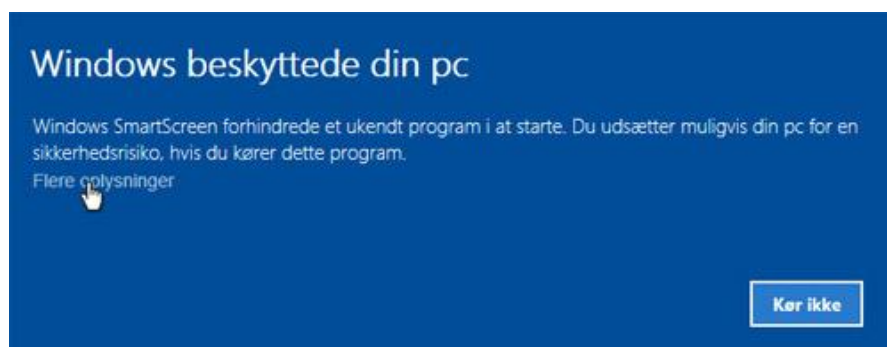 Windows beskyttede din pc
Windows SmartScreen forhindrede et ukendt program i at starte. Du udsætter muligvis din pc for en
sikkerhedsrisiko, hvis du kører dette program.
Flere oplysninger
Kør ikke